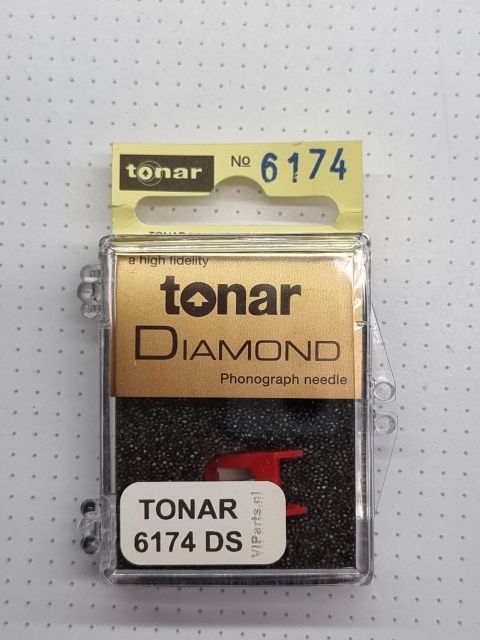 tonar No 6174
a high fidelity
tonar
DIAMOND
Phonograph needle
TONAR
6174 DS
VIParts.nl